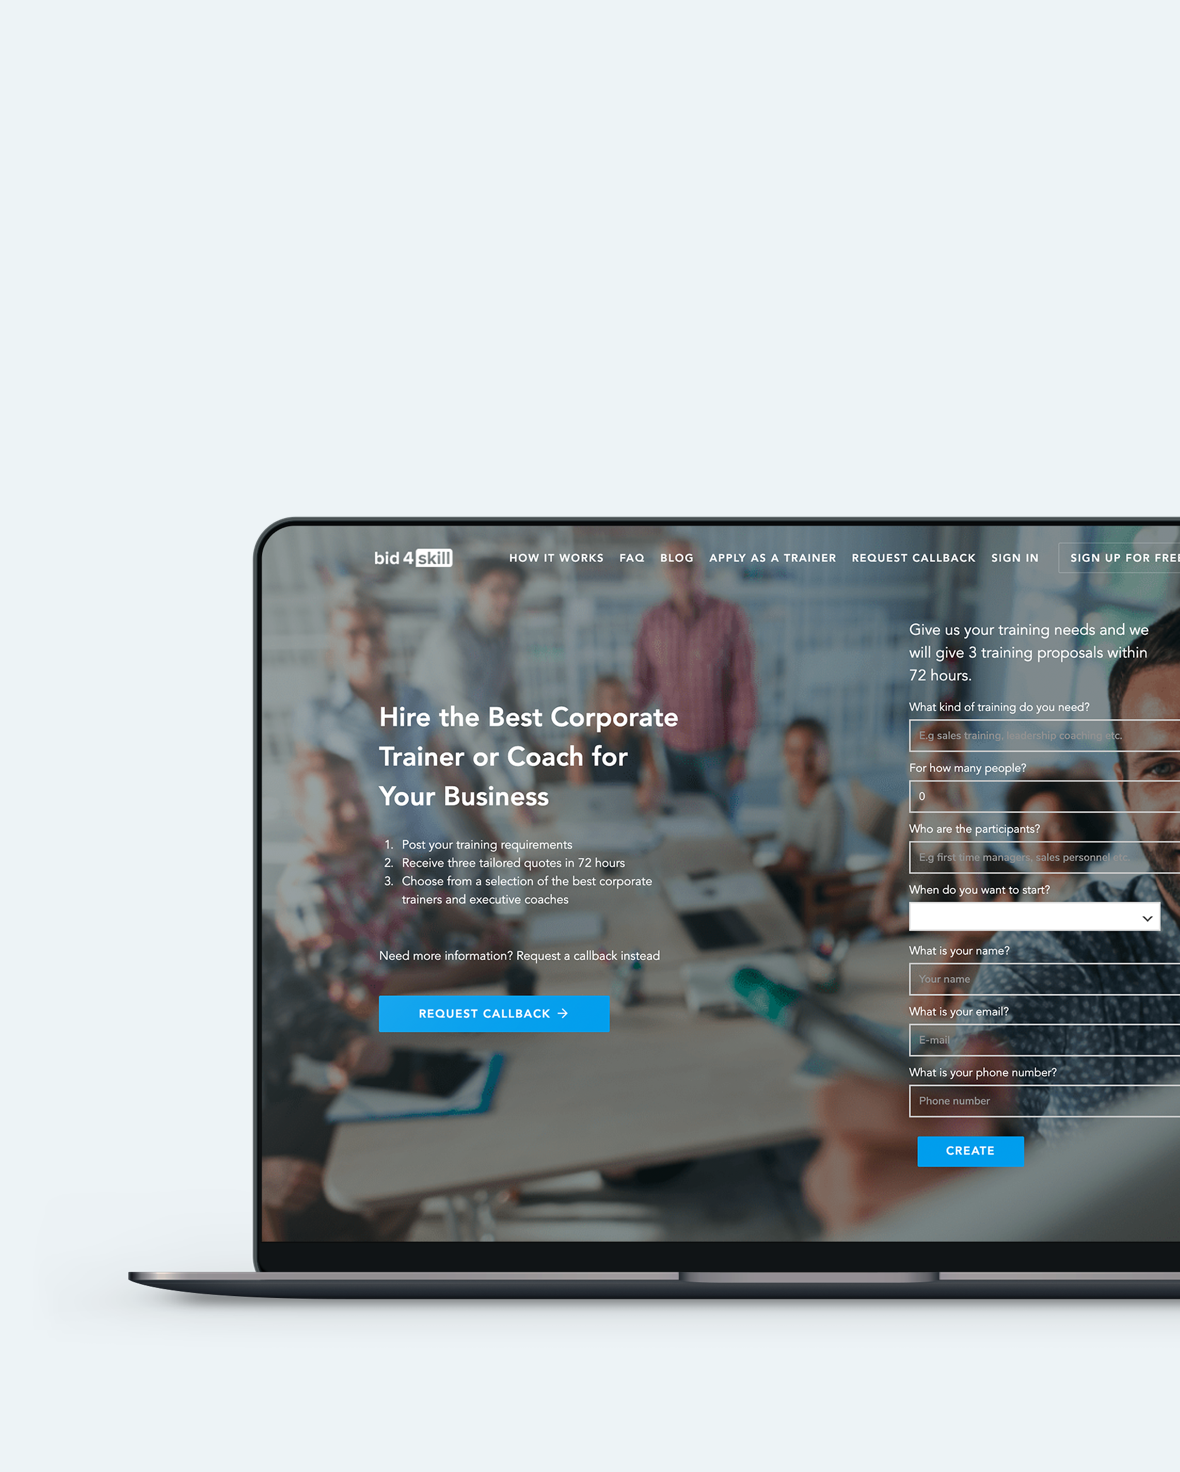 bid 4 skill
HOW IT WORKS FAQ BLOG APPLY AS A TRAINER REQUEST CALLBACK SIGN IN SIGN UP FOR FREE
Hire the Best Corporate
Trainer or Coach for
Your Business
1. Post your training requirements
2. Receive three tailored quotes in 72 hours
3. Choose from a selection of the best corporate
trainers and executive coaches
Need more information? Request a callback instead
REQUEST CALLBACK →
Give us your training needs and we
will give 3 training proposals within
72 hours.
What kind of training do you need?
E.g sales training, leadership coaching etc.
For how many people?
0
Who are the participants?
E.g first time managers, sales personnel etc.
When do you want to start?
What is your name?
Your name
What is your email?
E-mail
What is your phone number?
Phone number
CREATE